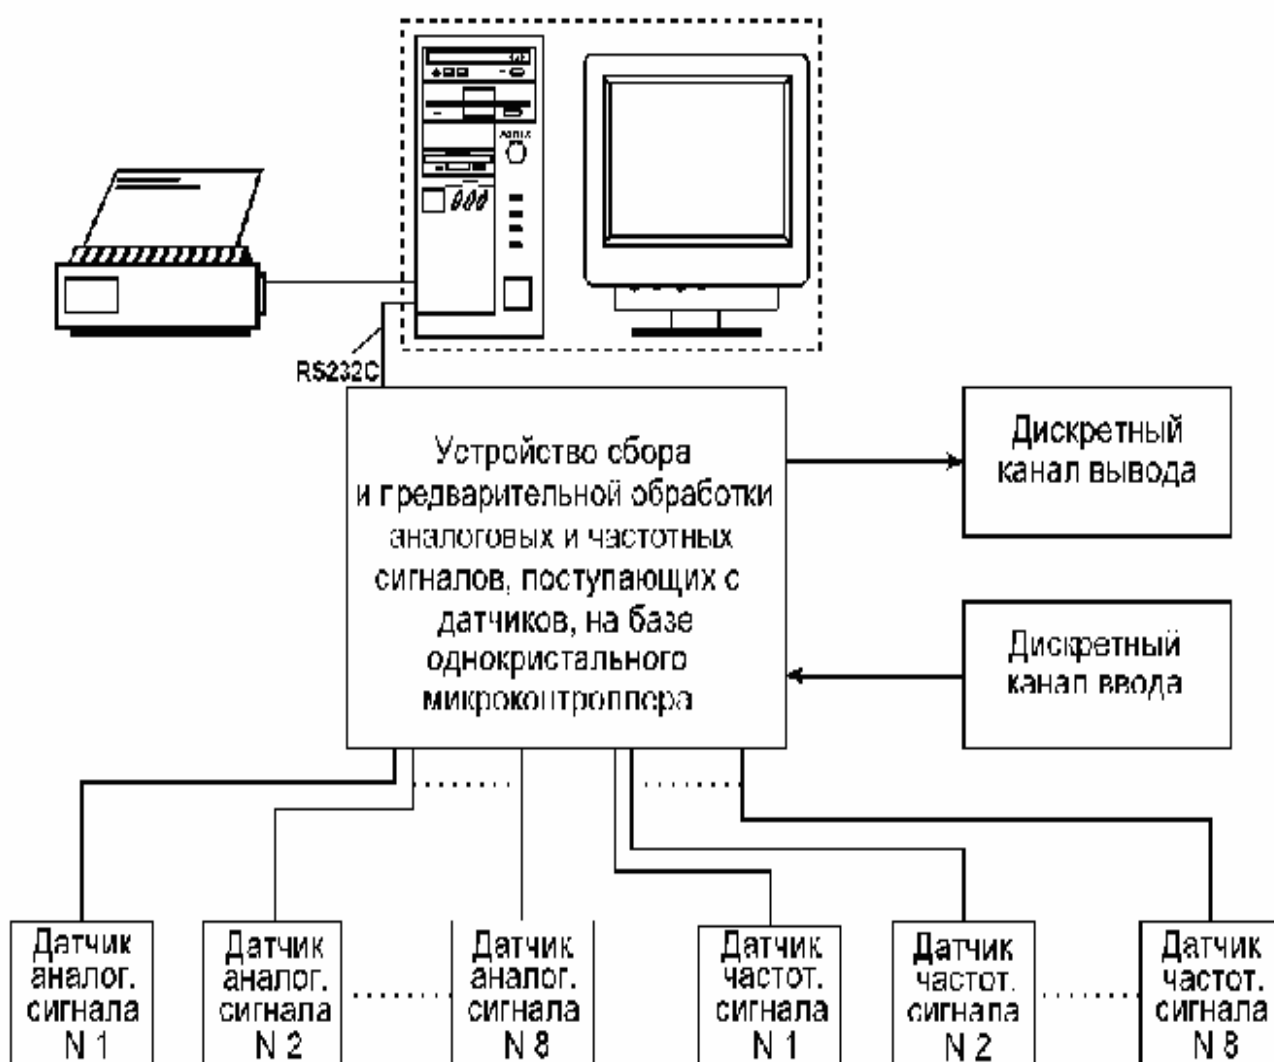 RS232C
Устройство сбора
и предварительной обработки
аналоговых и частотных
сигналов, поступающих с
датчиков, на базе
однокристального
микроконтроллера
Дискретный
канал вывода
Дискретный
канал ввода
Датчик
аналог.
сигнала
N 1
Датчик
аналог.
сигнала
N 2
Датчик
аналог.
сигнала
N 8
Датчик
частот.
сигнала
N 1
Датчик
частот.
сигнала
N 2
Датчик
частот.
сигнала
N 8